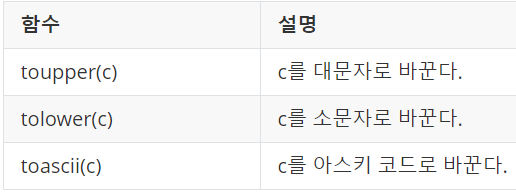 함수 설명
toupper(c) c를 대문자로 바꾼다.
tolower(c) c를 소문자로 바꾼다.
toascii(c) c를 아스키 코드로 바꾼다.